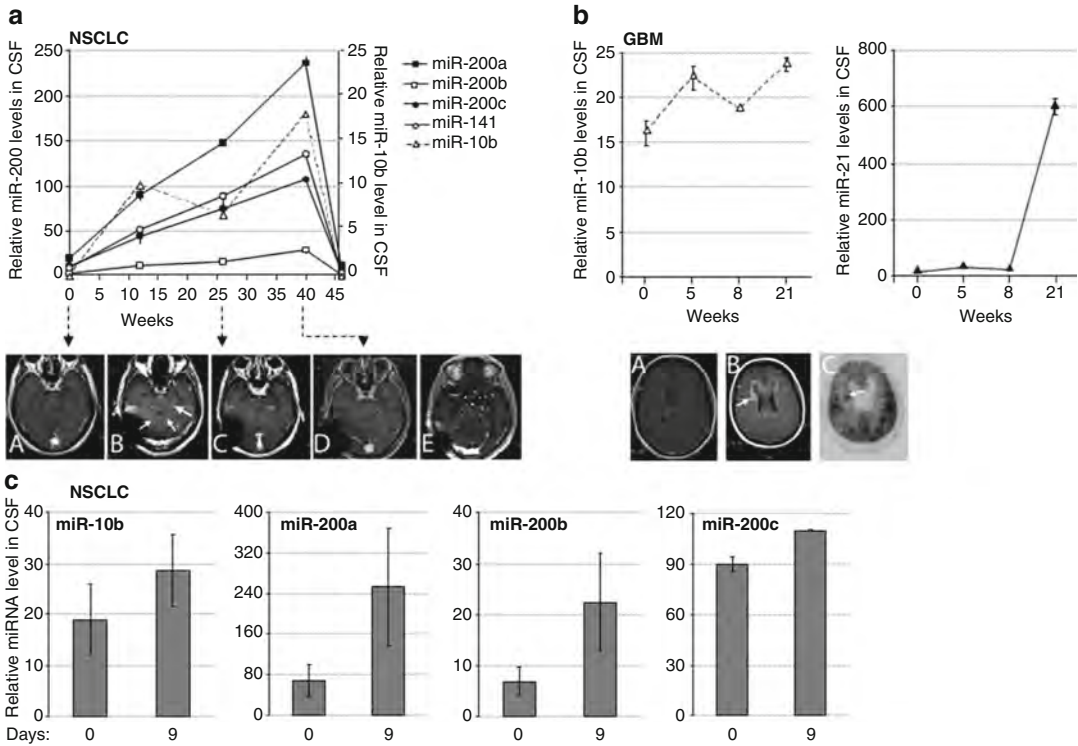 a
NSCLC
Relative miR-200 levels in CSF
250
200
150
100
50
0
25
20
15
10
5
0
Relative miR-10b level in CSF
0 5 10 15 20 25 30 35 40 45
Weeks
miR-200a
miR-200b
miR-200c
miR-141
miR-10b
A B C D E
b
GBM
Relative miR-10b levels in CSF
25
20
15
10
5
0
0 5 8 21
Weeks
Relative miR-21 levels in CSF
800
600
400
200
0
0 5 8 21
Weeks
A B C
c
NSCLC
Relative miRNA level in CSF
miR-10b
40
30
20
10
0
Days: 0 9
miR-200a
400
320
240
160
80
0
0 9
miR-200b
40
30
20
10
0
0 9
miR-200c
120
90
60
30
0
0 9